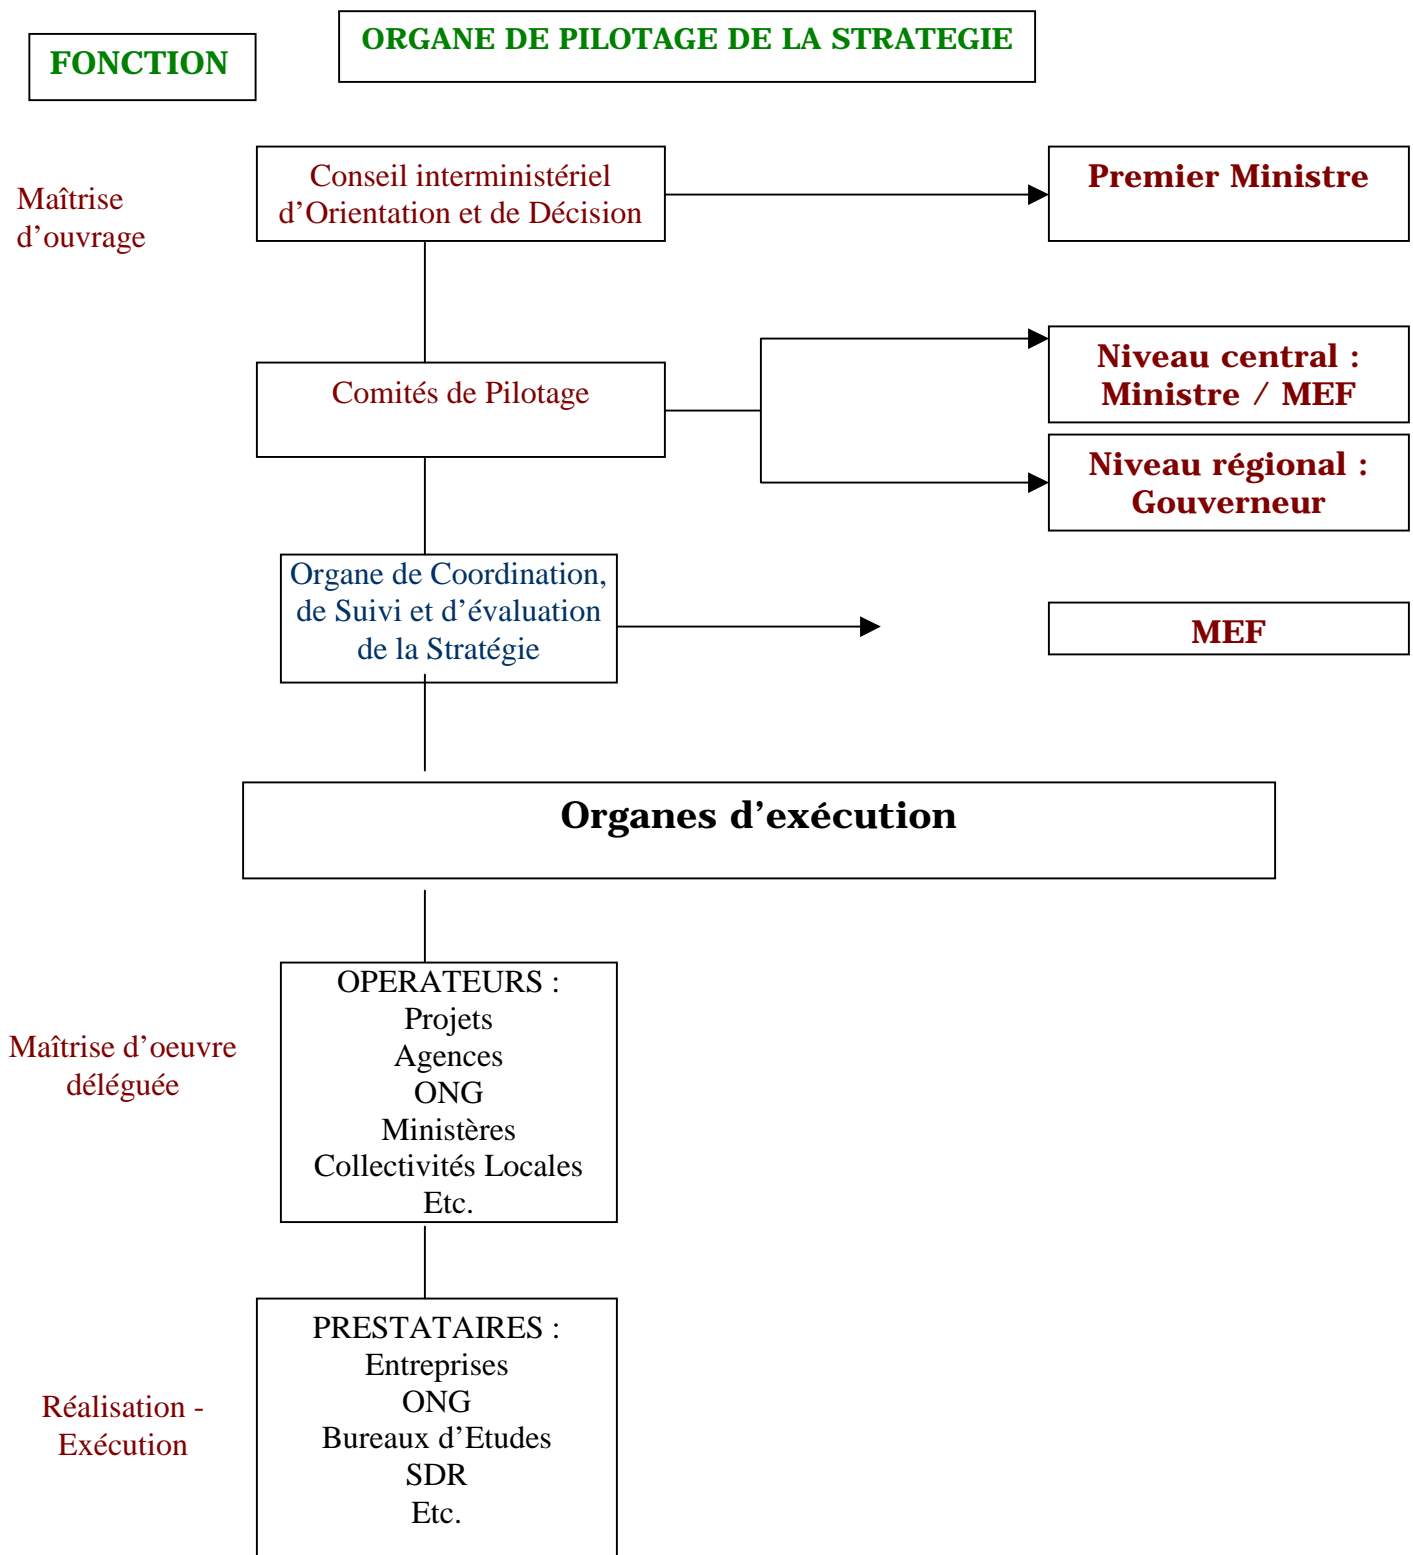 FONCTION
ORGANE DE PILOTAGE DE LA STRATEGIE
Maîtrise
d’ouvrage
Conseil interministériel
d’Orientation et de Décision
Premier Ministre
Comités de Pilotage
Niveau central :
Ministre / MEF
Niveau régional :
Gouverneur
Organe de Coordination,
de Suivi et d’évaluation
de la Stratégie
MEF
Organes d’exécution
Maîtrise d’oeuvre
déléguée
OPERATEURS :
Projets
Agences
ONG
Ministères
Collectivités Locales
Etc.
Réalisation -
Exécution
PRESTATAIRES :
Entreprises
ONG
Bureaux d’Etudes
SDR
Etc.